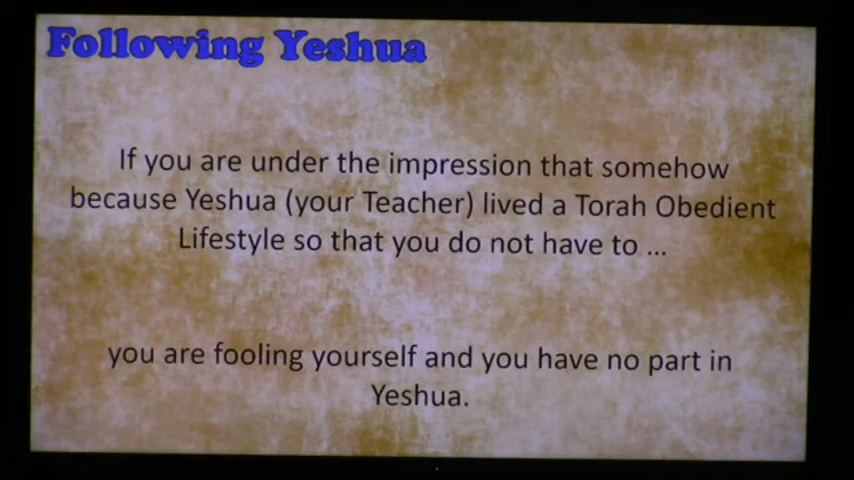 Following Yeshua
If you are under the impression that somehow
because Yeshua (your Teacher) lived a Torah Obedient
Lifestyle so that you do not have to ...
you are fooling yourself and you have no part in
Yeshua.